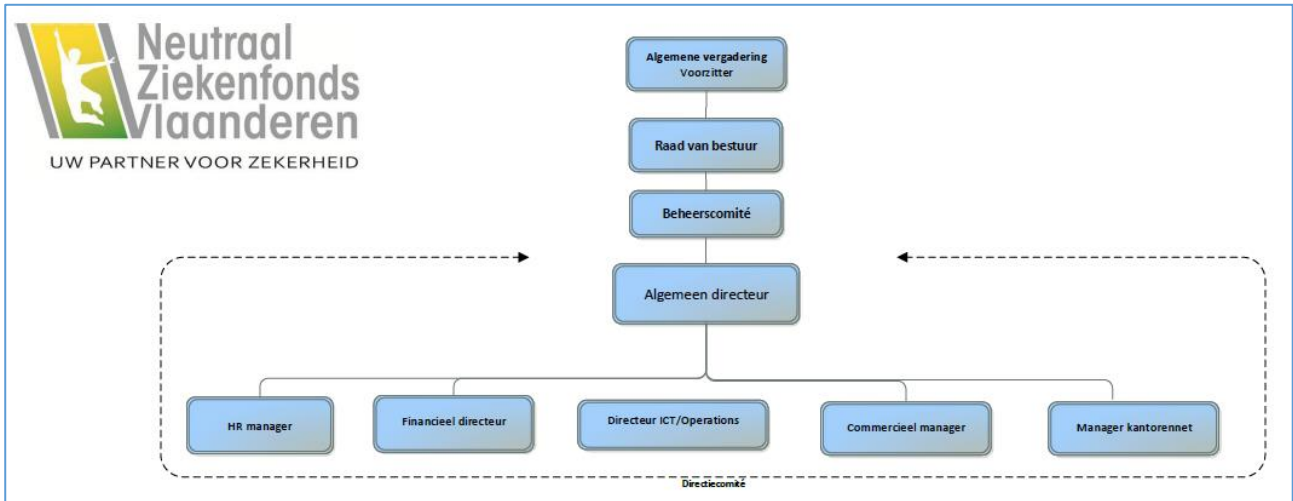 Neutraal
Ziekenfonds
Vlaanderen
UW PARTNER VOOR ZEKERHEID
Algemene vergadering
Voorzitter
Raad van bestuur
Beheerscomité
Algemeen directeur
HR manager
Financieel directeur
Directeur ICT/Operations
Commercieel manager
Manager kantorennet
Directiecomité